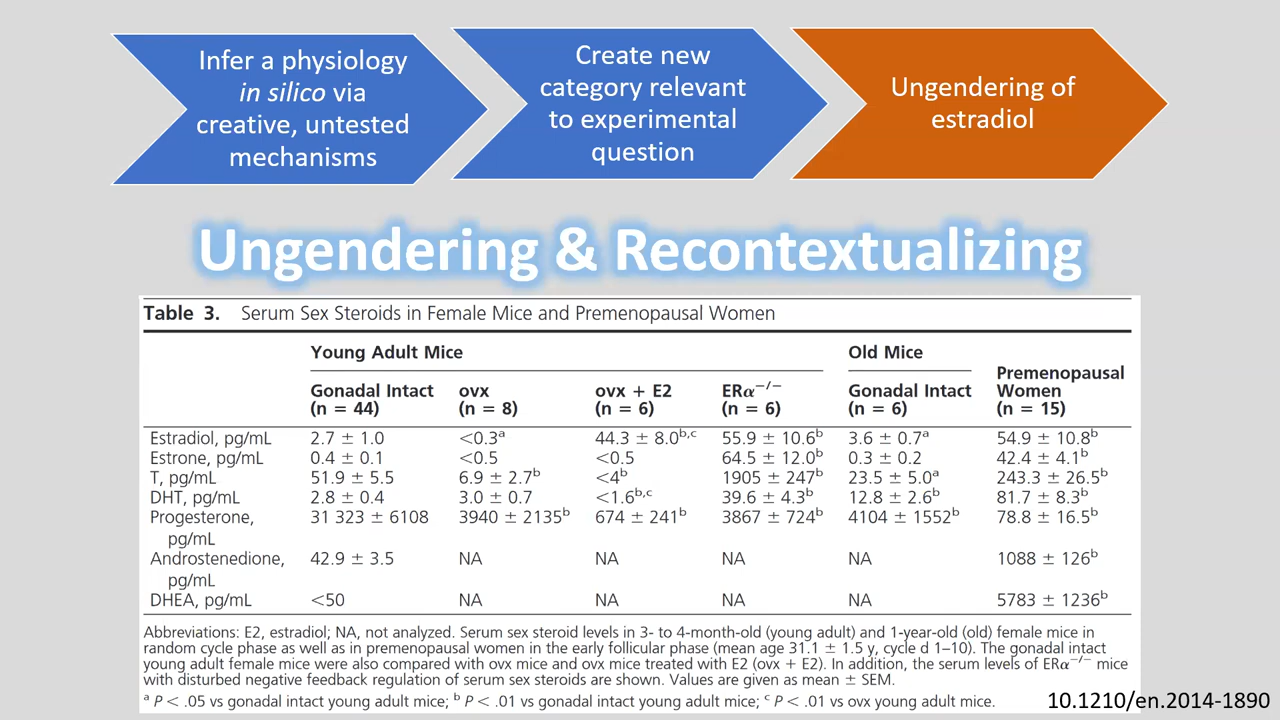 Infer a physiology
in silico via
creative, untested
mechanisms
Create new
category relevant
to experimental
question
Ungendering of
estradiol
Ungendering & Recontextualizing
Table 3. Serum Sex Steroids in Female Mice and Premenopausal Women
Young Adult Mice Old Mice
Gonadal Intact (n = 44) ovx (n = 8) ovx + E2 (n = 6) ERα−/− (n = 6) Gonadal Intact (n = 6) Premenopausal Women (n = 15)
Estradiol, pg/mL 2.7 ± 1.0 <0.3a 44.3 ± 8.0b,c 55.9 ± 10.6b 3.6 ± 0.7a 54.9 ± 10.8b
Estrone, pg/mL 0.4 ± 0.1 <0.5 <0.5 64.5 ± 12.0b 0.3 ± 0.2 42.4 ± 4.1b
T, pg/mL 51.9 ± 5.5 6.9 ± 2.7b <4b 1905 ± 247b 23.5 ± 5.0a 243.3 ± 26.5b
DHT, pg/mL 2.8 ± 0.4 3.0 ± 0.7 <1.6b,c 39.6 ± 4.3b 12.8 ± 2.6b 81.7 ± 8.3b
Progesterone, 31 323 ± 6108 3940 ± 2135b 674 ± 241b 3867 ± 724b 4104 ± 1552b 78.8 ± 16.5b
pg/mL
Androstenedione, 42.9 ± 3.5 NA NA NA NA 1088 ± 126b
pg/mL
DHEA, pg/mL <50 NA NA NA NA 5783 ± 1236b
Abbreviations: E2, estradiol; NA, not analyzed. Serum sex steroid levels in 3- to 4-month-old (young adult) and 1-year-old (old) female mice in
random cycle phase as well as in premenopausal women in the early follicular phase (mean age 31.1 ± 1.5 y, cycle d 1–10). The gonadal intact
young adult female mice were also compared with ovx mice and ovx mice treated with E2 (ovx + E2). In addition, the serum levels of ERα−/− mice
with disturbed negative feedback regulation of serum sex steroids are shown. Values are given as mean ± SEM.
a P < .05 vs gonadal intact young adult mice; b P < .01 vs gonadal intact young adult mice; c P < .01 vs ovx young adult mice.
10.1210/en.2014-1890